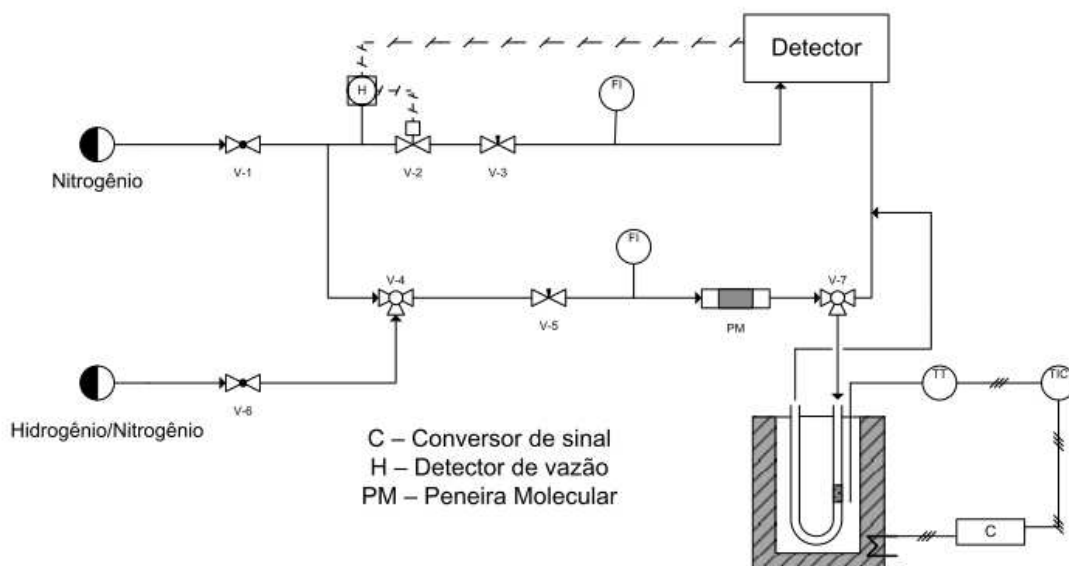 Detector
H
FI
Nitrogênio
V-1
V-2
V-3
FI
V-4
V-7
V-5
PM
TT
TIC
Hidrogênio/Nitrogênio
V-6
C – Conversor de sinal
H – Detector de vazão
PM – Peneira Molecular
C